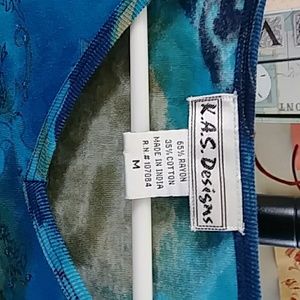 K.A.S. Designs
65% RAYON
35% COTTON
MADE IN INDIA
R.N.# 107084
M